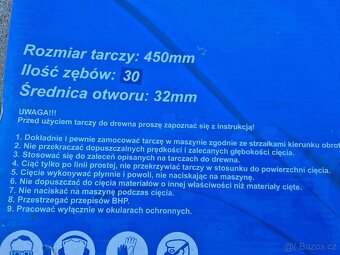 Rozmiar tarczy: 450mm
Ilość zębów: 30
Średnica otworu: 32mm
UWAGA!!!
Przed użyciem tarczy do drewna proszę zapoznać się z instrukcją!
1. Dokładnie i pewnie zamocować tarczę w maszynie zgodnie ze strzałkami kierunku obrot
2. Nie przekraczać dopuszczalnych prędkości i zalecanych głębokości cięcia.
3. Stosować się do zaleceń opisanych na tarczach do drewna.
4. Ciąć tylko po linii prostej, nie przekrzywiać tarczy w stosunku do powierzchni cięcia.
5. Cięcie wykonywać płynnie i powoli, nie naciskając na maszynę.
6. Nie dopuszczać do cięcia materiałów o innej właściwości niż materiały cięte.
7. Nie naciskać na maszynę podczas cięcia.
8. Przestrzegać przepisów BHP.
9. Pracować wyłącznie w okularach ochronnych.
bazos.cz